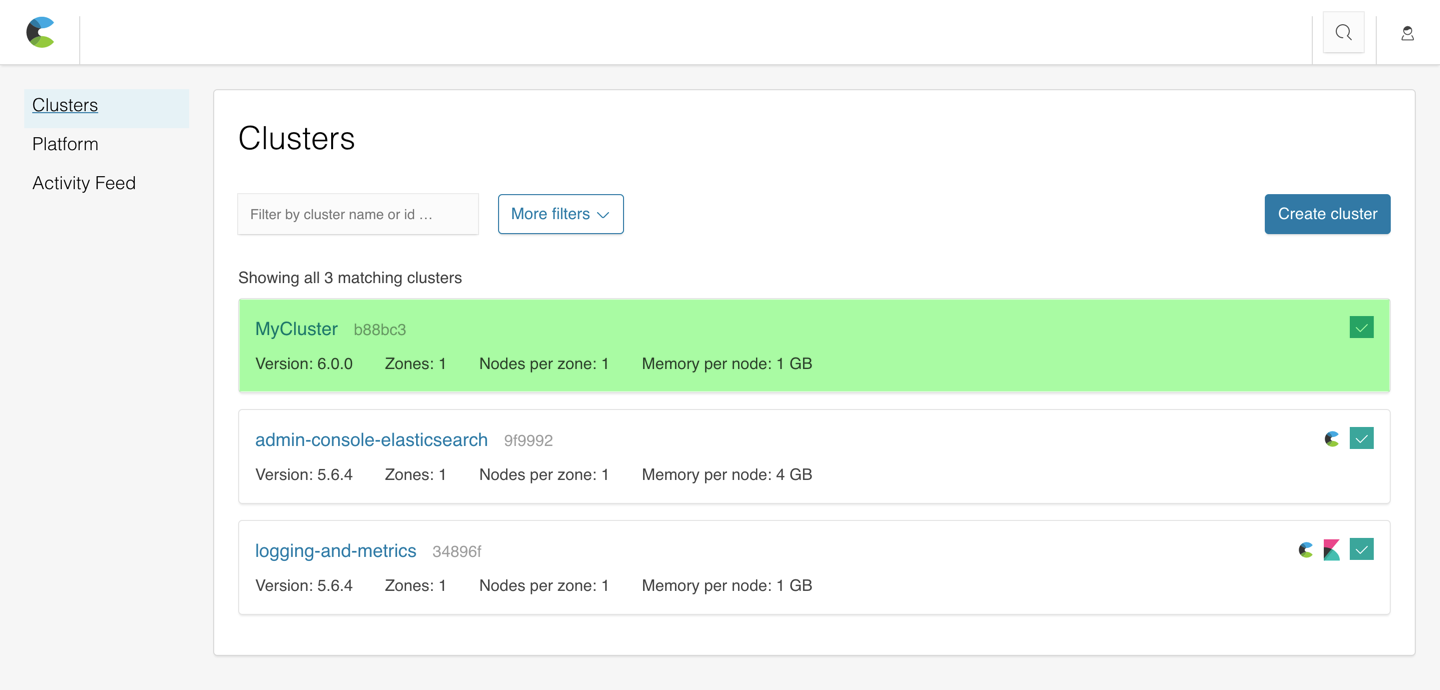 Clusters
Platform
Activity Feed
Clusters
Filter by cluster name or id …
More filters
Create cluster
Showing all 3 matching clusters
MyCluster b88bc3
Version: 6.0.0 Zones: 1 Nodes per zone: 1 Memory per node: 1 GB
admin-console-elasticsearch 9f9992
Version: 5.6.4 Zones: 1 Nodes per zone: 1 Memory per node: 4 GB
logging-and-metrics 34896f
Version: 5.6.4 Zones: 1 Nodes per zone: 1 Memory per node: 1 GB